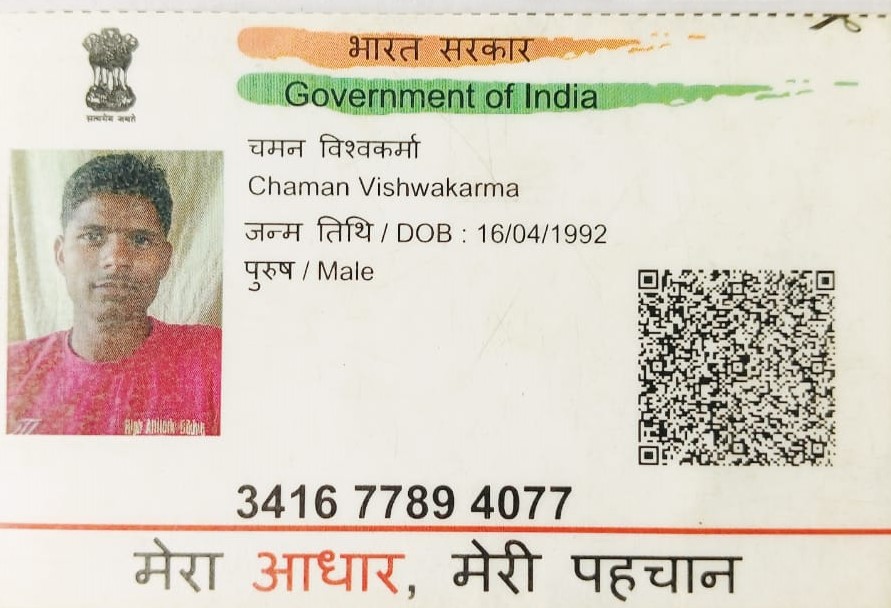 भारत सरकार
Government of India
सत्यमेव जयते
चमन विश्वकर्मा
Chaman Vishwakarma
जन्म तिथि / DOB : 16/04/1992
पुरुष / Male
3416 7789 4077
मेरा आधार, मेरी पहचान